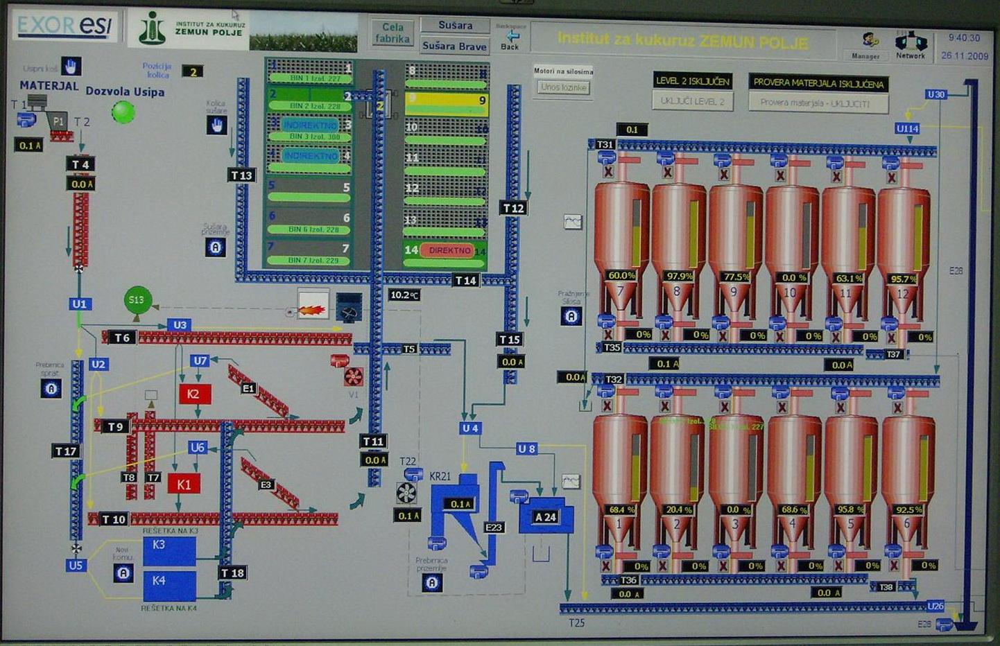 EXOR ESI
INSTITUT ZA KUKURUZ
ZEMUN POLJE
Cela
fabrika
Sušara
Sušara Brave
Backspace
Back
Institut za kukuruz ZEMUN POLJE
Manager
Network
9:40:30
26.11.2009
Usipni koš
MATERJAL
Dozvola Usipa
Pozicija
kolica
2
T 1
P1
T 2
0.1 A
T 4
0.0 A
Kolica
sušare
T 13
Sušara
prizemlje
A
1 1
BIN 1 Izol. 227
2 2
BIN 2 Izol. 228
3 INDIREKTNO 3
BIN 3 Izol. 300
4 INDIREKTNO 4
5 5
6 6
BIN 6 Izol. 228
7 7
BIN 7 Izol. 229
2
8 8
9 9
10 10
11 11
12 12
13 13
14 DIREKTNO 14
T 12
T 14
10.2°C
T 15
0.0 A
Motori na silosima
Unos lozinke
LEVEL 2 ISKLJUČEN
UKLJUČI LEVEL 2
PROVERA MATERJALA ISKLJUČENA
Provera materjala - UKLJUCITI
U30
U114
0.1
T31
E28
60.0% 97.9% 77.5% 0.0 % 63.1% 95.7%
7 8 9 10 11 12
Pražnjenje
Silosa
A
0% 0% 0% 0% 0% 0%
T35
T37
0.1 A
0.0 A
0.0 A
T32
68.4 % 20.4% 0.0 % 68.6 % 95.8 % 92.5%
1 2 3 4 5 6
0% 0% 0% 0% 0% 0%
T36
T38
0.0 A
0.0 A
T25
U26
E28
U1
S13
U3
T 6
T5
U2
Prebirnica
sprat
A
U7
K2
E1
V1
T 9
T 17
U6
T8
T7
K1
E3
T 10
T 11
0.0 A
REŠETKA NA K3
K3
U5
Novi
komu.
A
K4
T 18
REŠETKA NA K4
U 4
U 8
T22
0.1 A
KR21
0.1 A
E23
A 24
Prebirnica
prizemlje
A